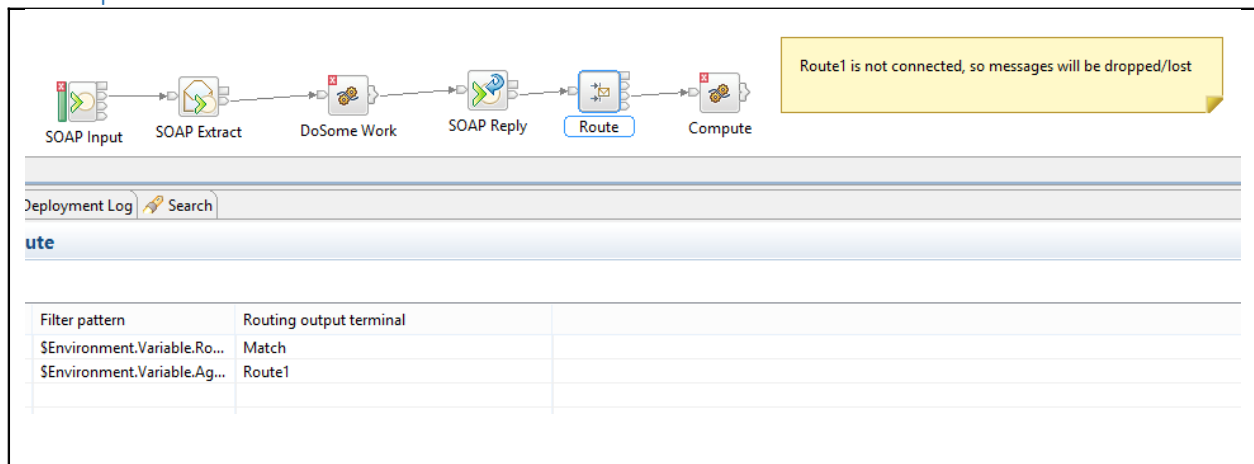 Route1 is not connected, so messages will be dropped/lost
SOAP Input
SOAP Extract
DoSome Work
SOAP Reply
Route
Compute
Deployment Log
Search
ute
Filter pattern
Routing output terminal
$Environment.Variable.Ro...
Match
$Environment.Variable.Ag...
Route1